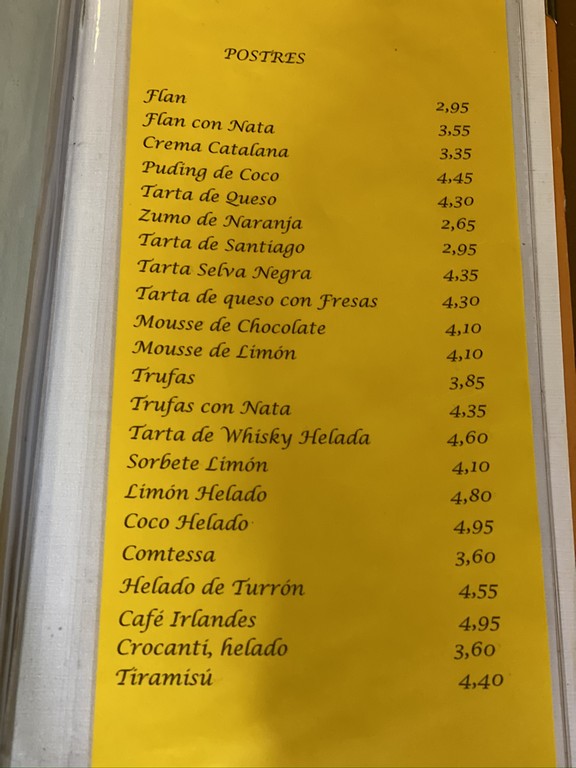 POSTRES
Flan 2,95
Flan con Nata 3,55
Crema Catalana 3,35
Puding de Coco 4,45
Tarta de Queso 4,30
Zumo de Naranja 2,65
Tarta de Santiago 2,95
Tarta Selva Negra 4,35
Tarta de queso con Fresas 4,30
Mousse de Chocolate 4,10
Mousse de Limón 4,10
Trufas 3,85
Trufas con Nata 4,35
Tarta de Whisky Helada 4,60
Sorbete Limón 4,10
Limón Helado 4,80
Coco Helado 4,95
Comtessa 3,60
Helado de Turrón 4,55
Café Irlandes 4,95
Crocanti, helado 3,60
Tiramisú 4,40